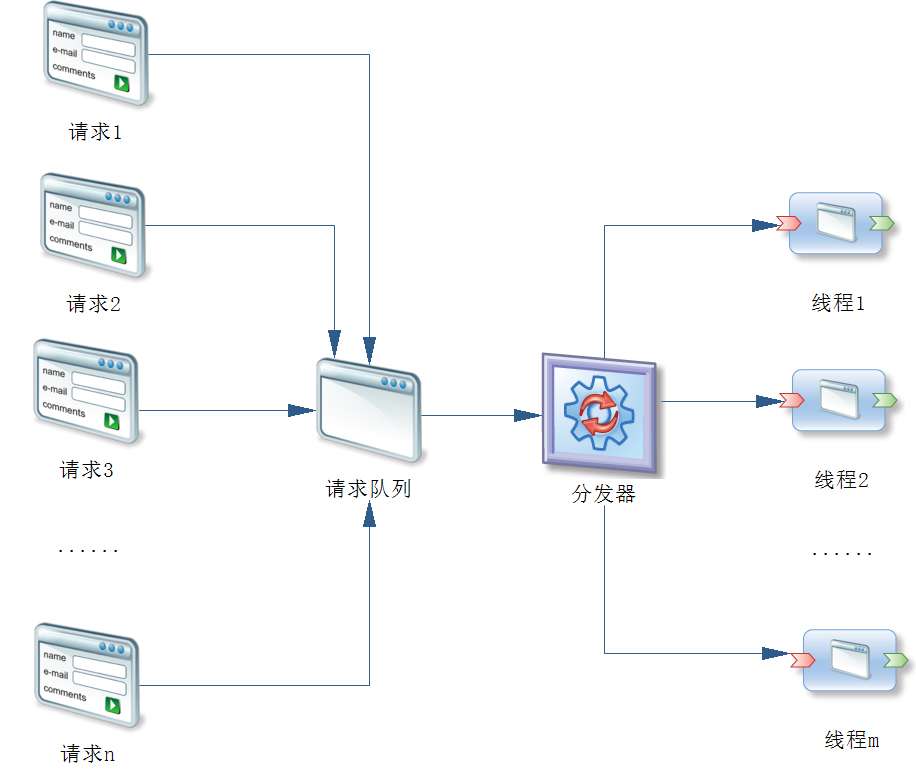 name
e-mail
comments
请求1
name
e-mail
comments
请求2
name
e-mail
comments
请求3
......
name
e-mail
comments
请求n
请求队列
分发器
线程1
线程2
......
线程m